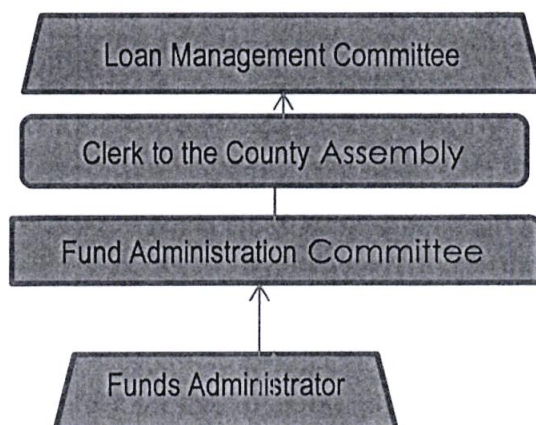 Loan Management Committee
Clerk to the County Assembly
Fund Administration Committee
Funds Administrator